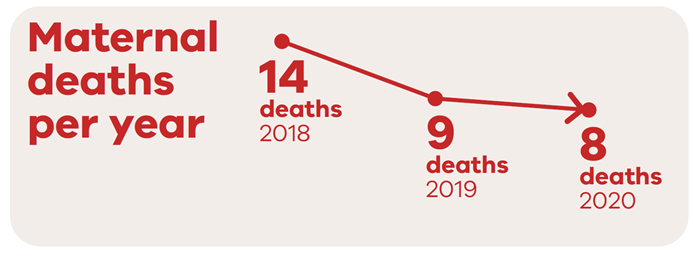 Maternal
deaths
per year
14
deaths
2018
9
deaths
2019
8
deaths
2020